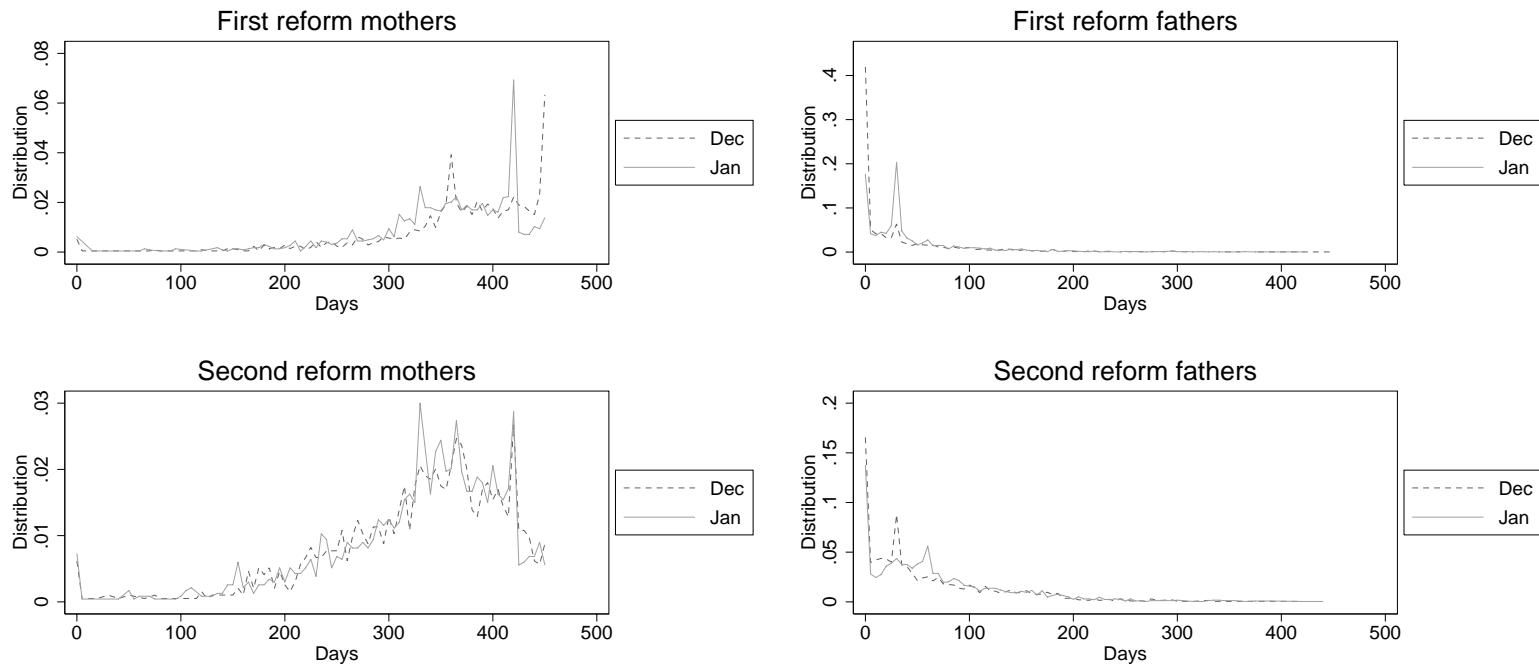 First reform mothers
Distribution
0 .02 .04 .06 .08
0 100 200 300 400 500
Days
Dec
Jan
First reform fathers
Distribution
0 .1 .2 .3 .4
0 100 200 300 400 500
Days
Dec
Jan
Second reform mothers
Distribution
0 .01 .02 .03
0 100 200 300 400 500
Days
Dec
Jan
Second reform fathers
Distribution
0 .05 .1 .15 .2
0 100 200 300 400 500
Days
Dec
Jan